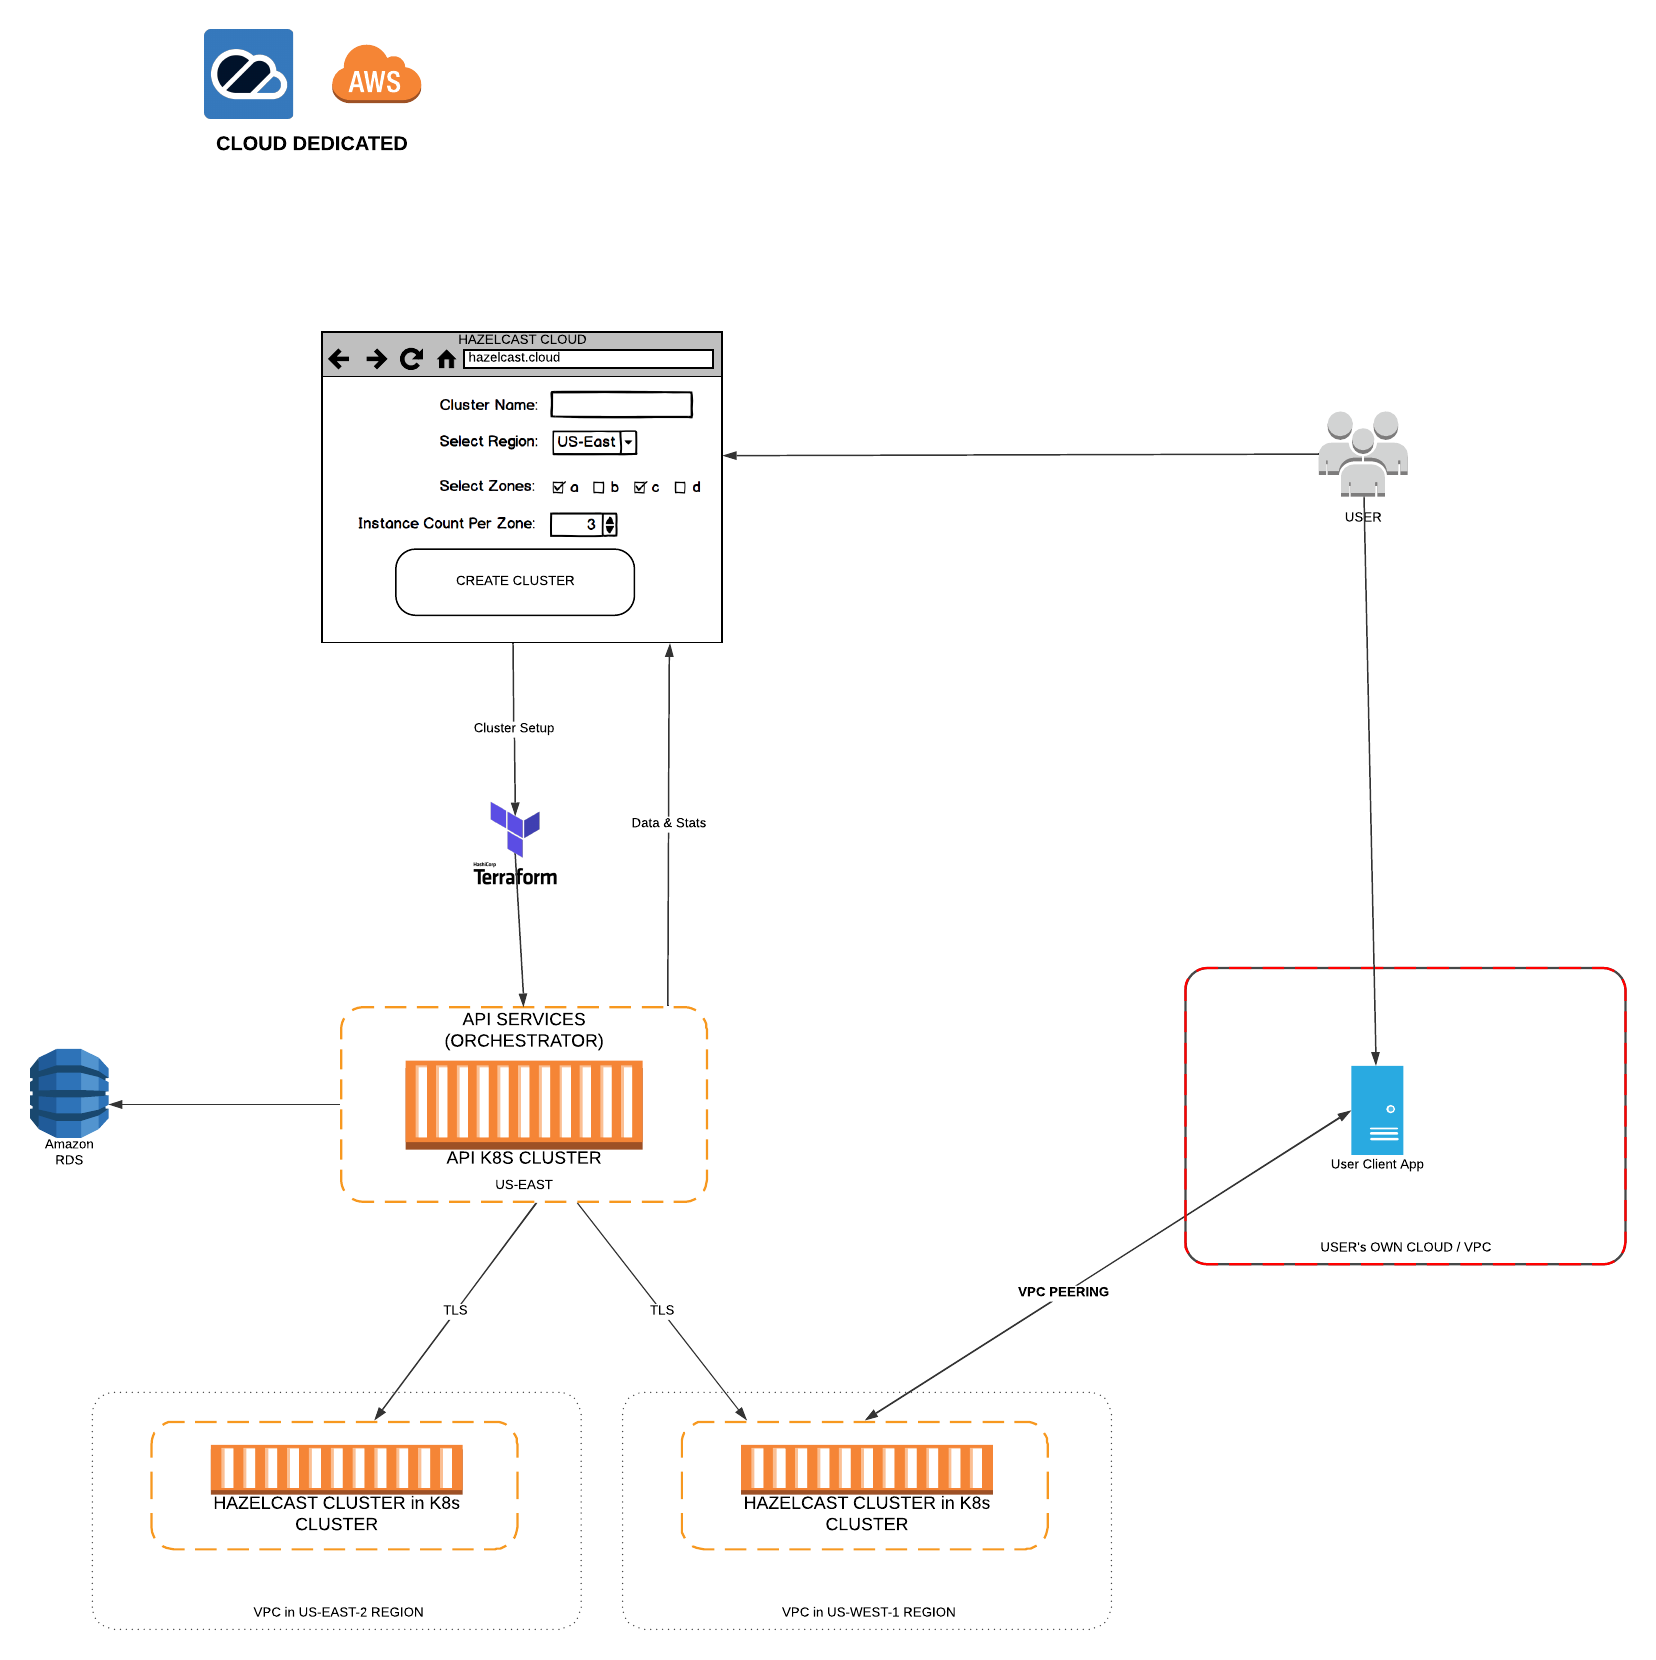 AWS
CLOUD DEDICATED
HAZELCAST CLOUD
hazelcast.cloud
Cluster Name:
Select Region: US-East
Select Zones: a b c d
Instance Count Per Zone: 3
CREATE CLUSTER
USER
Cluster Setup
Data & Stats
HashiCorp
Terraform
API SERVICES
(ORCHESTRATOR)
API K8S CLUSTER
US-EAST
Amazon
RDS
User Client App
USER's OWN CLOUD / VPC
VPC PEERING
TLS
TLS
HAZELCAST CLUSTER in K8s
CLUSTER
VPC in US-EAST-2 REGION
HAZELCAST CLUSTER in K8s
CLUSTER
VPC in US-WEST-1 REGION